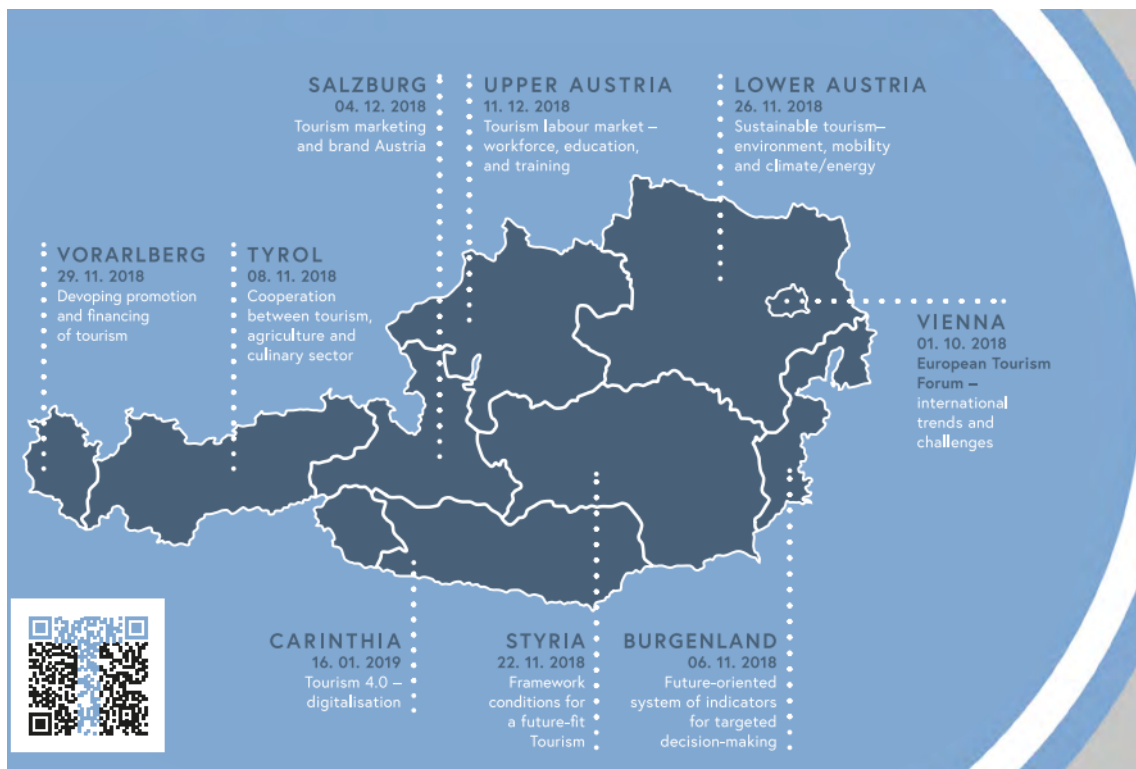 SALZBURG
04. 12. 2018
Tourism marketing
and brand Austria
UPPER AUSTRIA
11. 12. 2018
Tourism labour market –
workforce, education,
and training
LOWER AUSTRIA
26. 11. 2018
Sustainable tourism–
environment, mobility
and climate/energy
VORARLBERG
29. 11. 2018
Devoping promotion
and financing
of tourism
TYROL
08. 11. 2018
Cooperation
between tourism,
agriculture and
culinary sector
VIENNA
01. 10. 2018
European Tourism
Forum –
international
trends and
challenges
CARINTHIA
16. 01. 2019
Tourism 4.0 –
digitalisation
STYRIA
22. 11. 2018
Framework
conditions for
a future-fit
Tourism
BURGENLAND
06. 11. 2018
Future-oriented
system of indicators
for targeted
decision-making